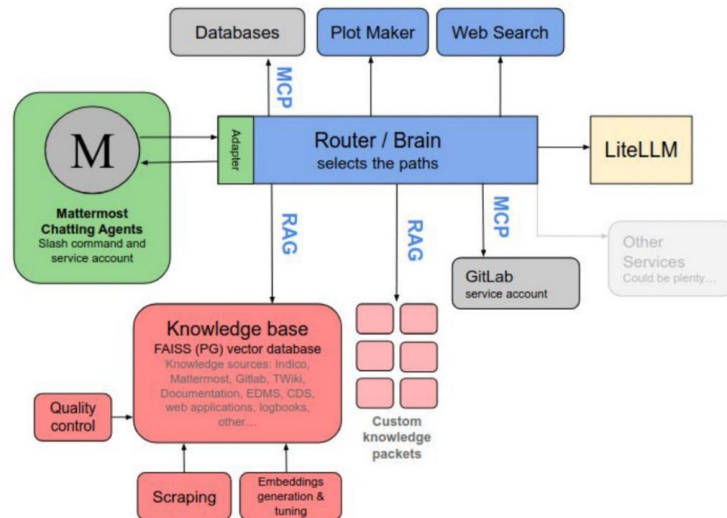 Databases
Plot Maker
Web Search
MCP
M
Mattermost
Chatting Agents
Slash command and
service account
Adapter
Router / Brain
selects the paths
LiteLLM
RAG
RAG
MCP
Other
Services
Could be plenty…
GitLab
service account
Knowledge base
FAISS (PG) vector database
Knowledge sources: Indico,
Mattermost, Gitlab, TWiki,
Documentation, EDMS, CDS,
web applications, logbooks,
other…
Quality
control
Custom
knowledge
packets
Scraping
Embeddings
generation &
tuning